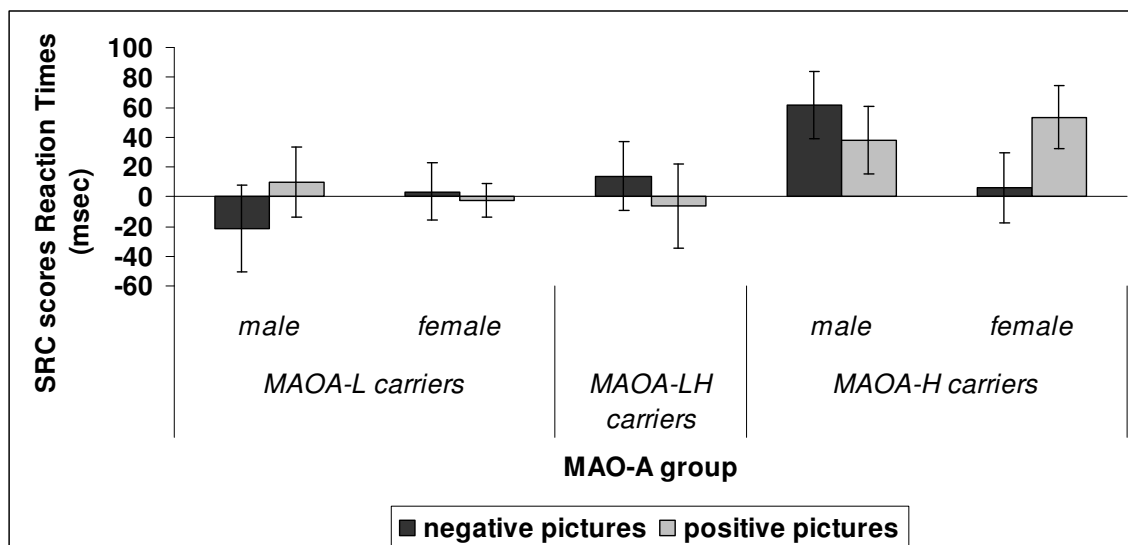 SRC scores Reaction Times
(msec)
100
80
60
40
20
0
-20
-40
-60
male
female
male
female
MAOA-L carriers
MAOA-LH
carriers
MAOA-H carriers
MAO-A group
negative pictures
positive pictures